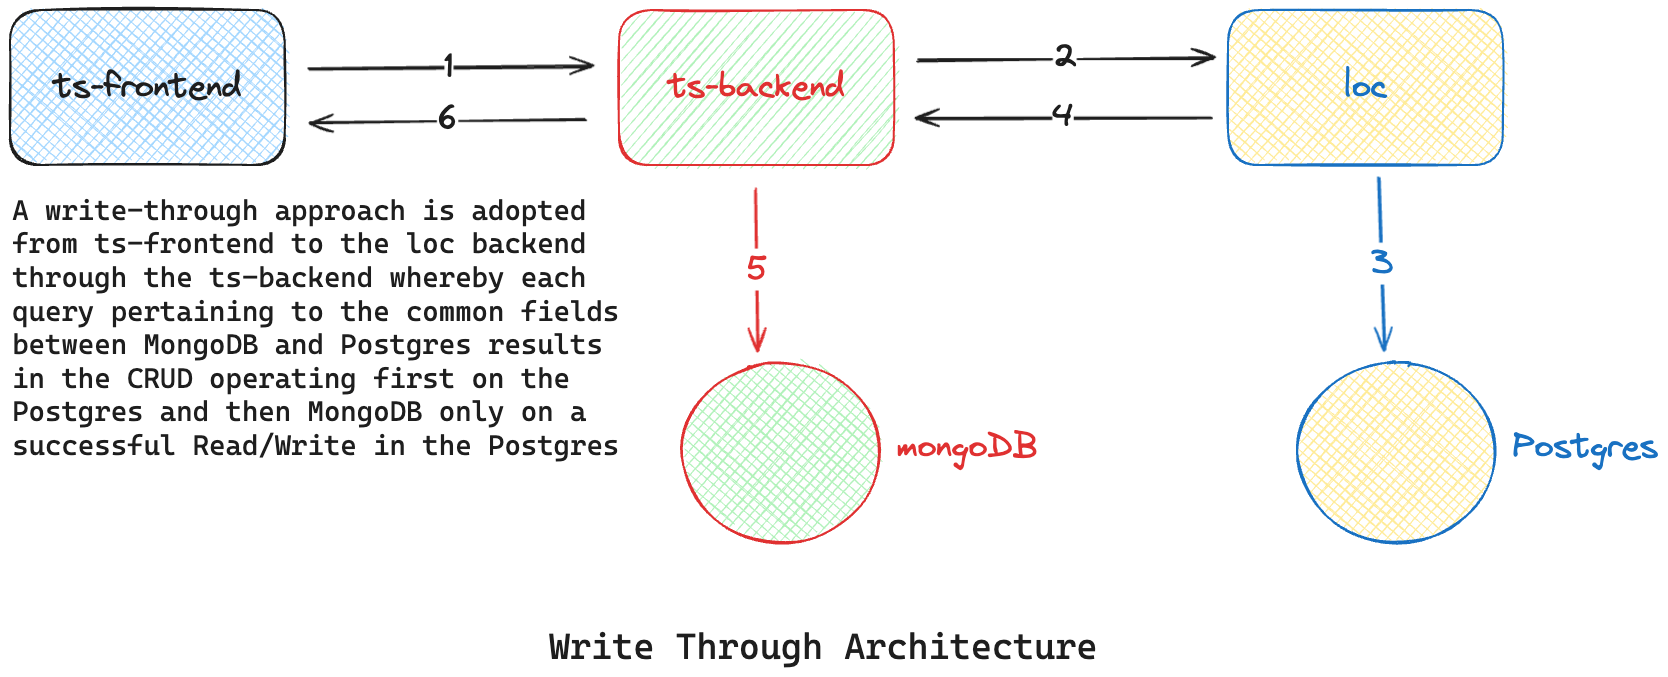 ts-frontend
1
6
ts-backend
2
4
loc
A write-through approach is adopted
from ts-frontend to the loc backend
through the ts-backend whereby each
query pertaining to the common fields
between MongoDB and Postgres results
in the CRUD operating first on the
Postgres and then MongoDB only on a
successful Read/Write in the Postgres
5
3
mongoDB
Postgres
Write Through Architecture